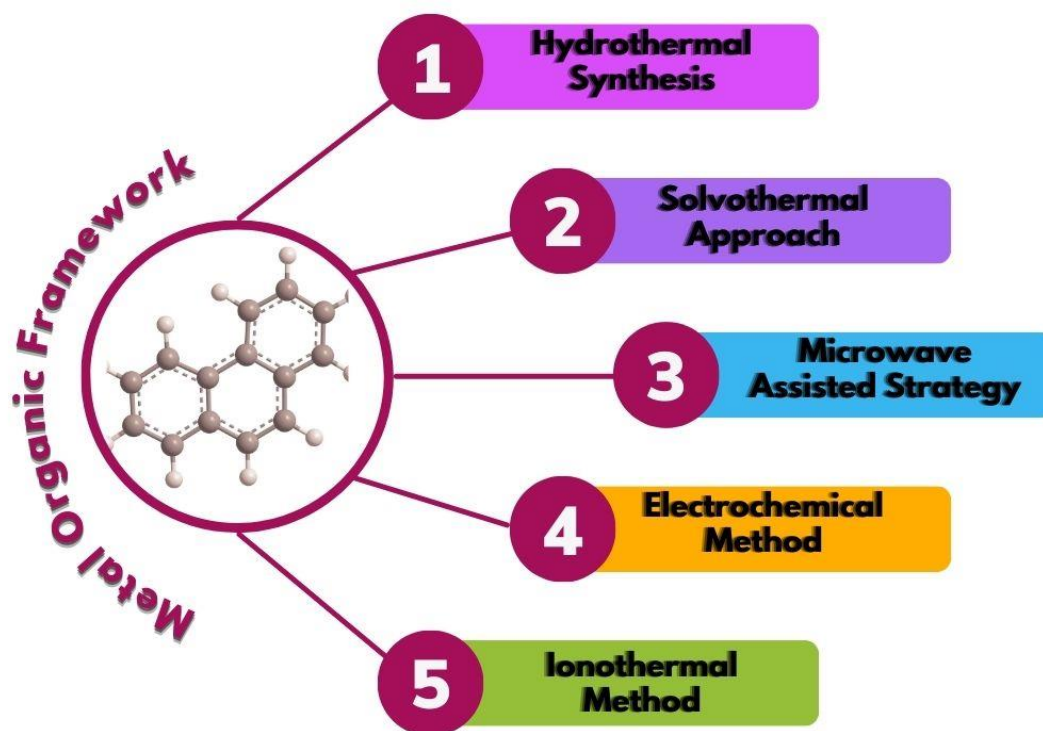 Metal Organic Framework
1
Hydrothermal
Synthesis
2
Solvothermal
Approach
3
Microwave
Assisted Strategy
4
Electrochemical
Method
5
Ionothermal
Method